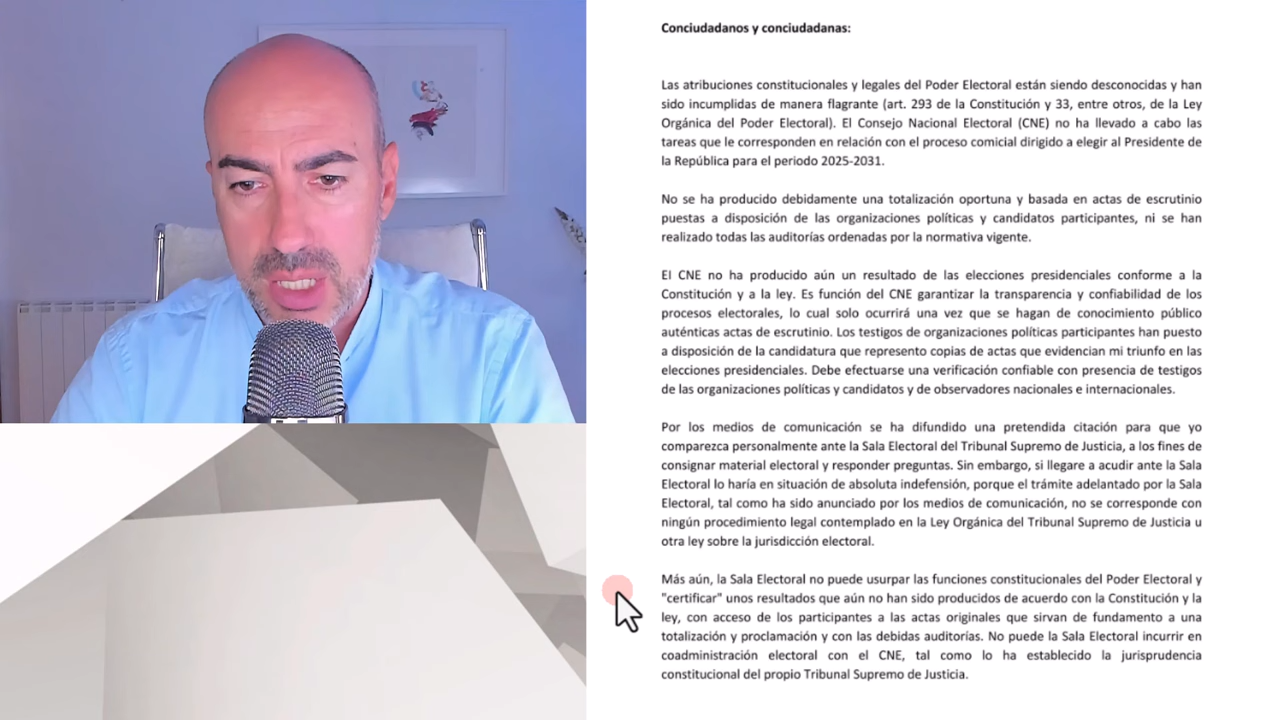 Conciudadanos y conciudadanas:
Las atribuciones constitucionales y legales del Poder Electoral están siendo desconocidas y han
sido incumplidas de manera flagrante (art. 293 de la Constitución y 33, entre otros, de la Ley
Orgánica del Poder Electoral). El Consejo Nacional Electoral (CNE) no ha llevado a cabo las
tareas que le corresponden en relación con el proceso comicial dirigido a elegir al Presidente de
la República para el periodo 2025-2031.
No se ha producido debidamente una totalización oportuna y basada en actas de escrutinio
puestas a disposición de las organizaciones políticas y candidatos participantes, ni se han
realizado todas las auditorías ordenadas por la normativa vigente.
El CNE no ha producido aún un resultado de las elecciones presidenciales conforme a la
Constitución y a la ley. Es función del CNE garantizar la transparencia y confiabilidad de los
procesos electorales, lo cual solo ocurrirá una vez que se hagan de conocimiento público
auténticas actas de escrutinio. Los testigos de organizaciones políticas participantes han puesto
a disposición de la candidatura que represento copias de actas que evidencian mi triunfo en las
elecciones presidenciales. Debe efectuarse una verificación confiable con presencia de testigos
de las organizaciones políticas y candidatos y de observadores nacionales e internacionales.
Por los medios de comunicación se ha difundido una pretendida citación para que yo
comparezca personalmente ante la Sala Electoral del Tribunal Supremo de Justicia, a los fines de
consignar material electoral y responder preguntas. Sin embargo, si llegare a acudir ante la Sala
Electoral lo haría en situación de absoluta indefensión, porque el trámite adelantado por la Sala
Electoral, tal como ha sido anunciado por los medios de comunicación, no se corresponde con
ningún procedimiento legal contemplado en la Ley Orgánica del Tribunal Supremo de Justicia u
otra ley sobre la jurisdicción electoral.
Más aún, la Sala Electoral no puede usurpar las funciones constitucionales del Poder Electoral y
"certificar" unos resultados que aún no han sido producidos de acuerdo con la Constitución y la
ley, con acceso de los participantes a las actas originales que sirvan de fundamento a una
totalización y proclamación y con las debidas auditorías. No puede la Sala Electoral incurrir en
coadministración electoral con el CNE, tal como lo ha establecido la jurisprudencia
constitucional del propio Tribunal Supremo de Justicia.